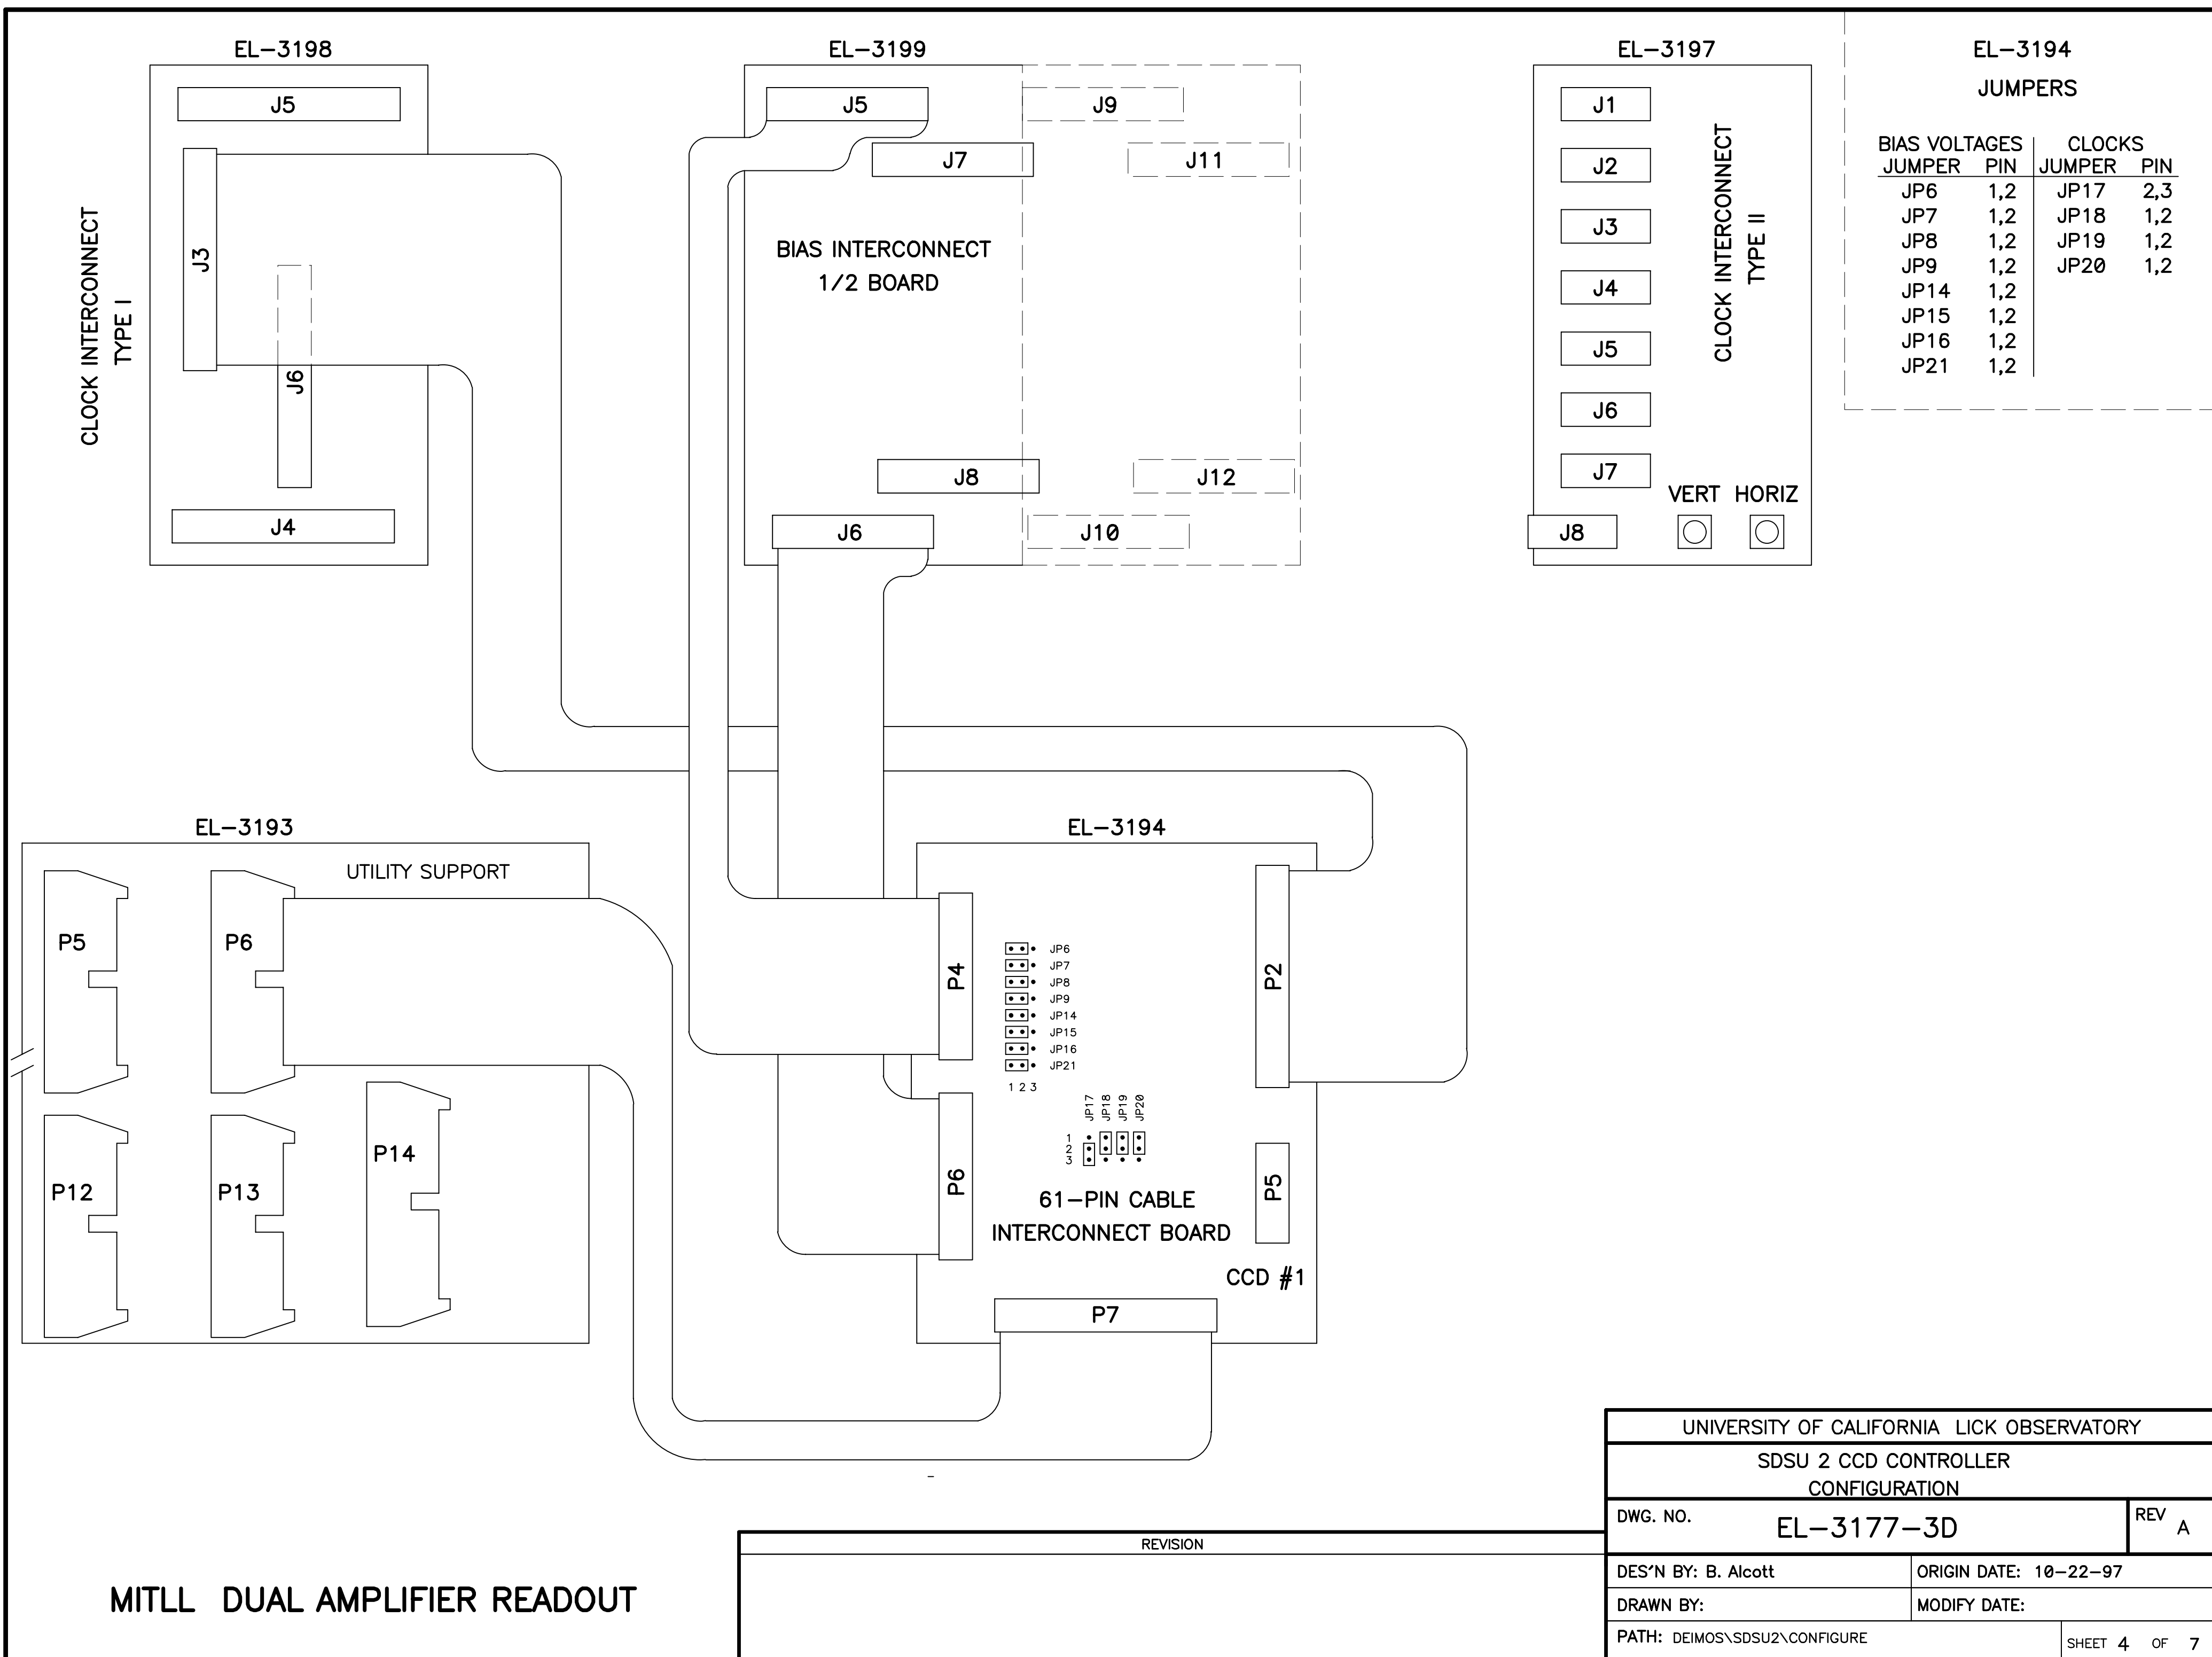 EL-3198
J5
J3
J6
J4
CLOCK INTERCONNECT
TYPE I
EL-3199
J5
J9
J7
J11
BIAS INTERCONNECT
1/2 BOARD
J8
J12
J6
J10
EL-3197
J1
J2
J3
J4
J5
J6
J7
J8
CLOCK INTERCONNECT
TYPE II
VERT HORIZ
EL-3194
JUMPERS
BIAS VOLTAGES CLOCKS
JUMPER PIN JUMPER PIN
JP6 1,2 JP17 2,3
JP7 1,2 JP18 1,2
JP8 1,2 JP19 1,2
JP9 1,2 JP20 1,2
JP14 1,2
JP15 1,2
JP16 1,2
JP21 1,2
EL-3193
UTILITY SUPPORT
P5
P6
P12
P13
P14
EL-3194
P4
P2
JP6
JP7
JP8
JP9
JP14
JP15
JP16
JP21
1 2 3
JP17
JP18
JP19
JP20
1
2
3
P6
P5
61-PIN CABLE
INTERCONNECT BOARD
CCD #1
P7
MITLL DUAL AMPLIFIER READOUT
REVISION
UNIVERSITY OF CALIFORNIA LICK OBSERVATORY
SDSU 2 CCD CONTROLLER
CONFIGURATION
DWG. NO. EL-3177-3D REV A
DES'N BY: B. Alcott ORIGIN DATE: 10-22-97
DRAWN BY: MODIFY DATE:
PATH: DEIMOS\SDSU2\CONFIGURE SHEET 4 OF 7